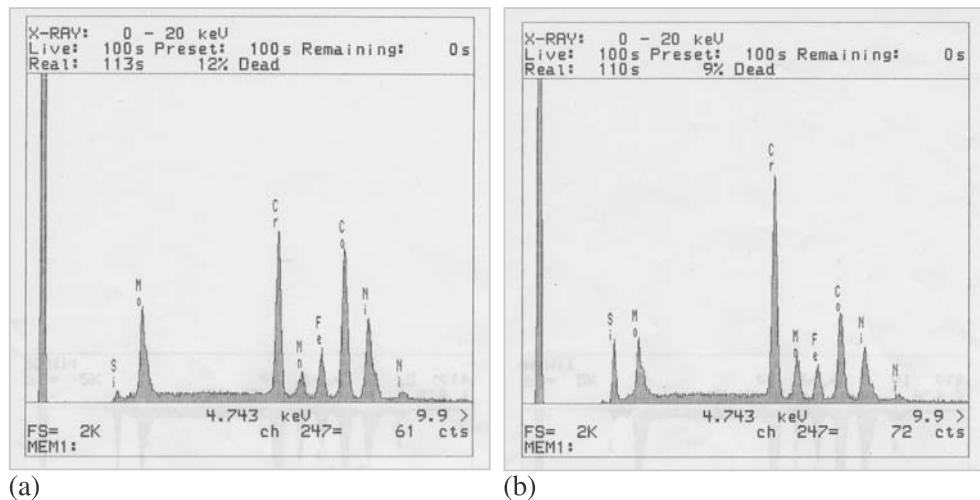 X-RAY: 0 - 20 keV
Live: 100s Preset: 100s Remaining: 0s
Real: 113s 12% Dead
Si
Mo
Cr
Mn
Fe
Co
Ni
Ni
4.743 keV 9.9 >
FS= 2K ch 247= 61 cts
MEM1:
(a)
X-RAY: 0 - 20 keV
Live: 100s Preset: 100s Remaining: 0s
Real: 110s 9% Dead
Si
Mo
Cr
Mn
Fe
Co
Ni
Ni
4.743 keV 9.9 >
FS= 2K ch 247= 72 cts
MEM1:
(b)